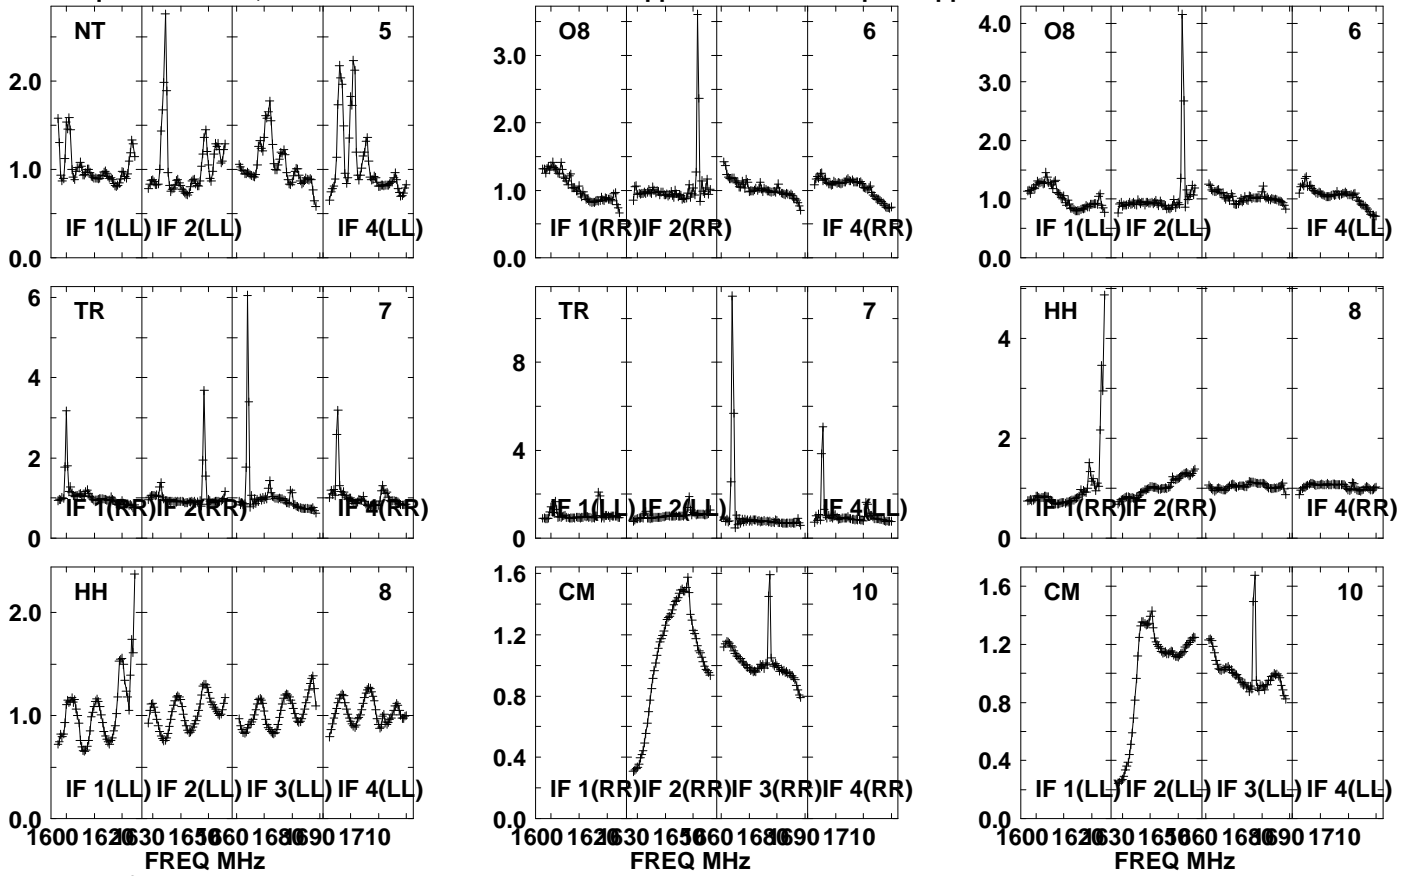 NT 5 O8 6 O8 6
2.0 3.0 4.0
1.0 2.0 3.0
0.0 1.0 2.0
0.0 1.0
0.0
IF 1(LL) IF 2(LL) IF 4(LL) IF 1(RR) IF 2(RR) IF 4(RR) IF 1(LL) IF 2(LL) IF 4(LL)
TR 7 TR 7 HH 8
6 8 4
4 4 2
2 0 0
0
IF 1(RR) IF 2(RR) IF 4(RR) IF 1(LL) IF 2(LL) IF 4(LL) IF 1(RR) IF 2(RR) IF 4(RR)
HH 8 CM 10 CM 10
2.0 1.6 1.6
1.0 1.2 1.2
0.0 0.8 0.8
0.4 0.4
0.0 0.0
IF 1(LL) IF 2(LL) IF 3(LL) IF 4(LL) IF 1(RR) IF 2(RR) IF 3(RR) IF 4(RR) IF 1(LL) IF 2(LL) IF 3(LL) IF 4(LL)
1600 1620 1630 1650 1660 1680 1690 1710 1600 1620 1630 1650 1660 1680 1690 1710 1600 1620 1630 1650 1660 1680 1690 1710
FREQ MHz FREQ MHz FREQ MHz